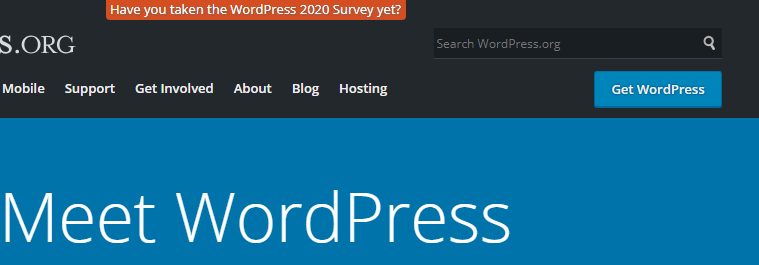 Have you taken the WordPress 2020 Survey yet?
S.ORG
Search WordPress.org
Mobile Support Get Involved About Blog Hosting
Get WordPress
Meet WordPress